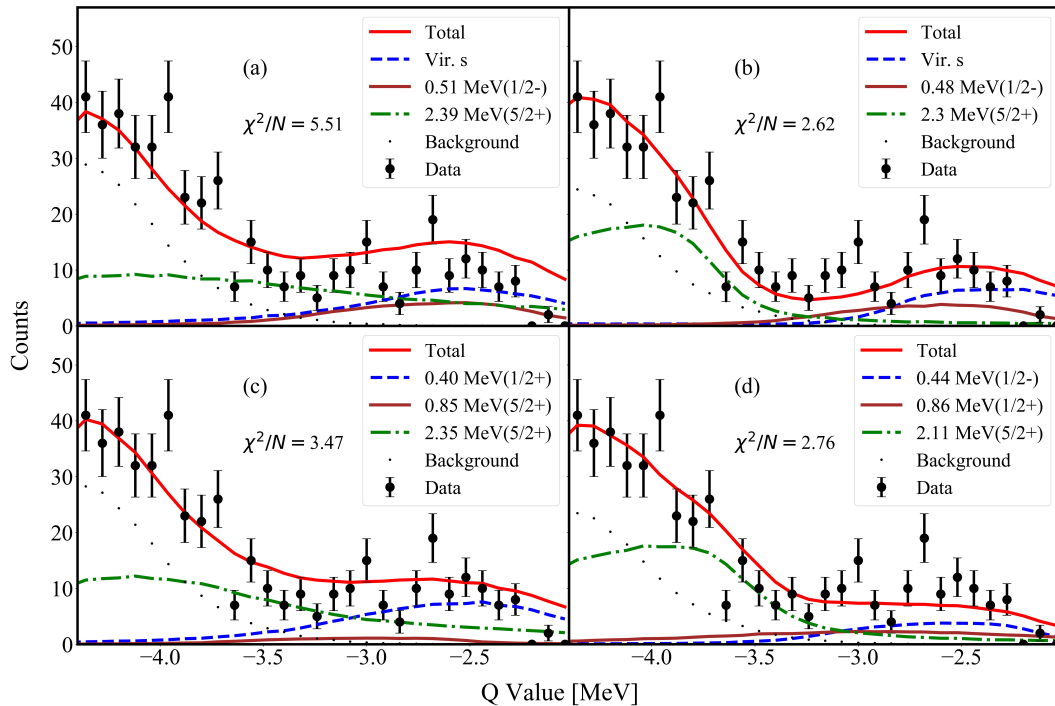 Counts
50
40
30
20
10
0
(a)
χ²/N = 5.51
Total
Vir. s
0.51 MeV(1/2-)
2.39 MeV(5/2+)
Background
Data
(b)
χ²/N = 2.62
Total
Vir. s
0.48 MeV(1/2-)
2.3 MeV(5/2+)
Background
Data
50
40
30
20
10
0
(c)
χ²/N = 3.47
Total
0.40 MeV(1/2+)
0.85 MeV(5/2+)
2.35 MeV(5/2+)
Background
Data
(d)
χ²/N = 2.76
Total
0.44 MeV(1/2-)
0.86 MeV(1/2+)
2.11 MeV(5/2+)
Background
Data
−4.0 −3.5 −3.0 −2.5
−4.0 −3.5 −3.0 −2.5
Q Value [MeV]